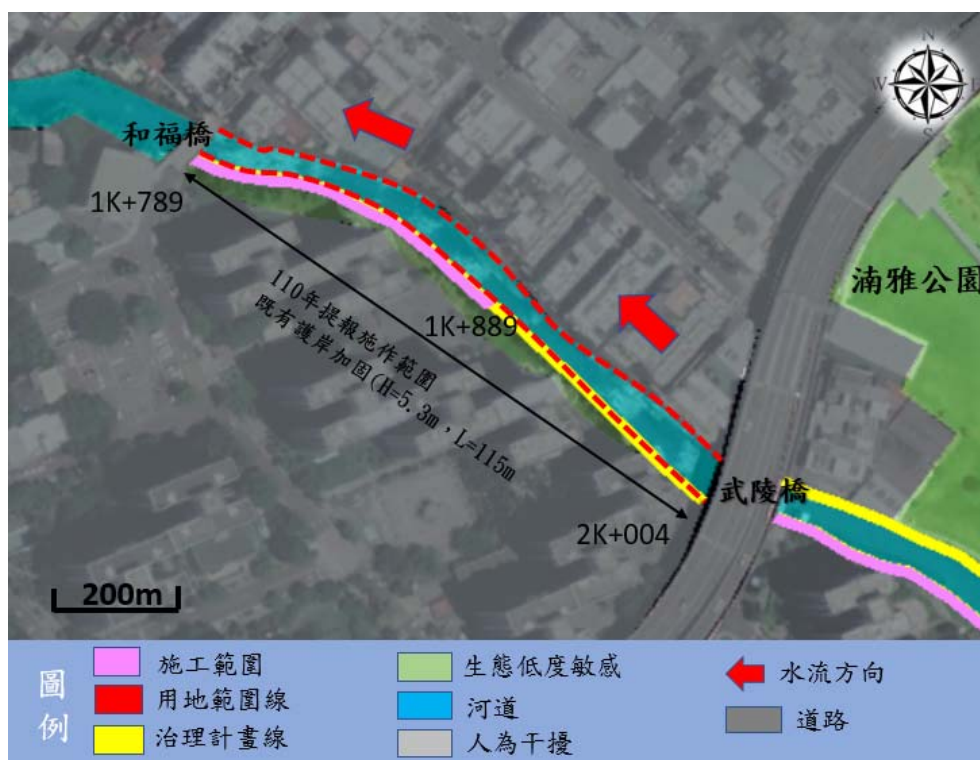 N
W
S
和福橋
1K+789
湳雅公園
110年提報施作範圍
既有護岸加固(H=5.3m，L=115m
1K+889
武陵橋
2K+004
200m
圖例
施工範圍
用地範圍線
治理計畫線
生態低度敏感
河道
人為干擾
水流方向
道路